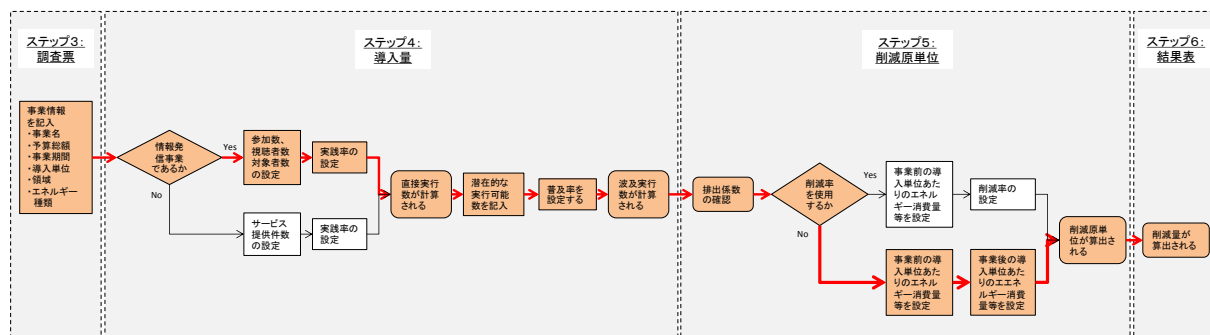 ステップ3：
調査票
事業情報
を記入
・事業名
・予算総額
・事業期間
・導入単位
・領域
・エネルギー
種類
ステップ4：
導入量
情報発
信事業
であるか
Yes
No
参加数、
視聴者数
対象者数
の設定
実践率の
設定
サービス
提供件数
の設定
実践率の
設定
直接実行
数が計算
される
潜在的な
実行可能
数を記入
普及率を
設定する
波及実行
数が計算
される
ステップ5：
削減原単位
排出係数
の確認
削減率
を使用
するか
Yes
No
事業前の導
入単位あた
りのエネル
ギー消費量
等を設定
削減率の
設定
事業前の導
入単位あた
りのエネル
ギー消費量
等を設定
事業後の導
入単位あた
りのエエネ
ルギー消費
量等を設定
削減原単
位が算出さ
れる
ステップ6：
結果表
削減量が
算出される